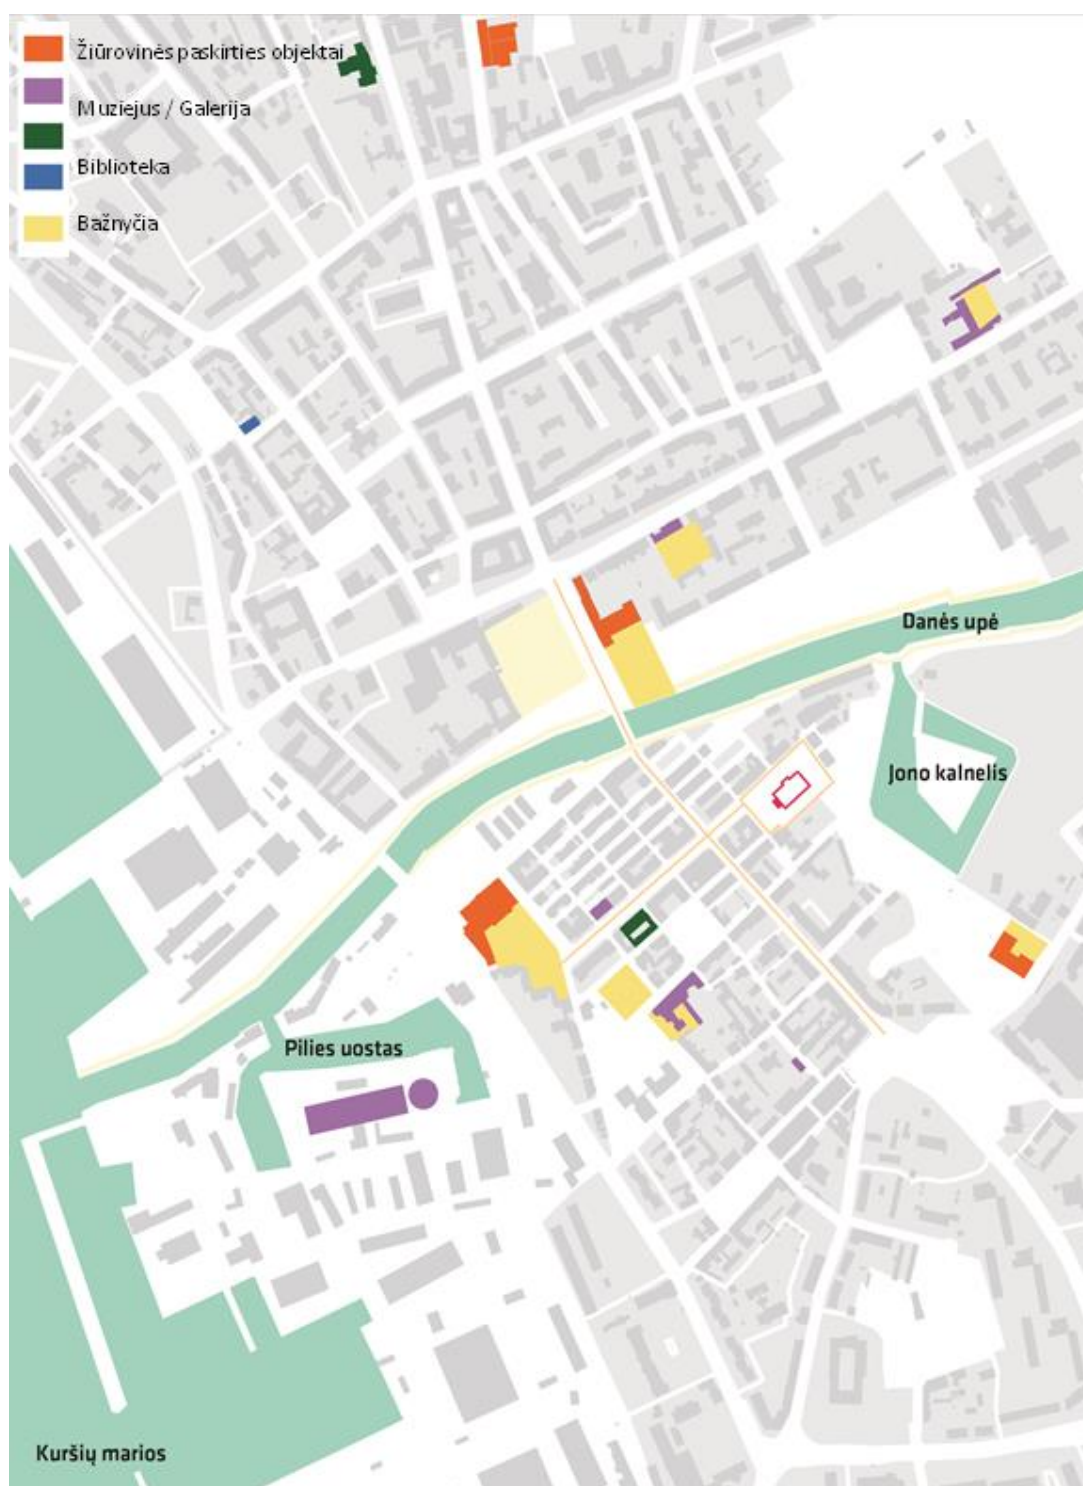 Žiūrovinės paskirties objektai
Muziejus / Galerija
Biblioteka
Bažnyčia
Danės upė
Jono kalnelis
Pilies uostas
Kuršių marios